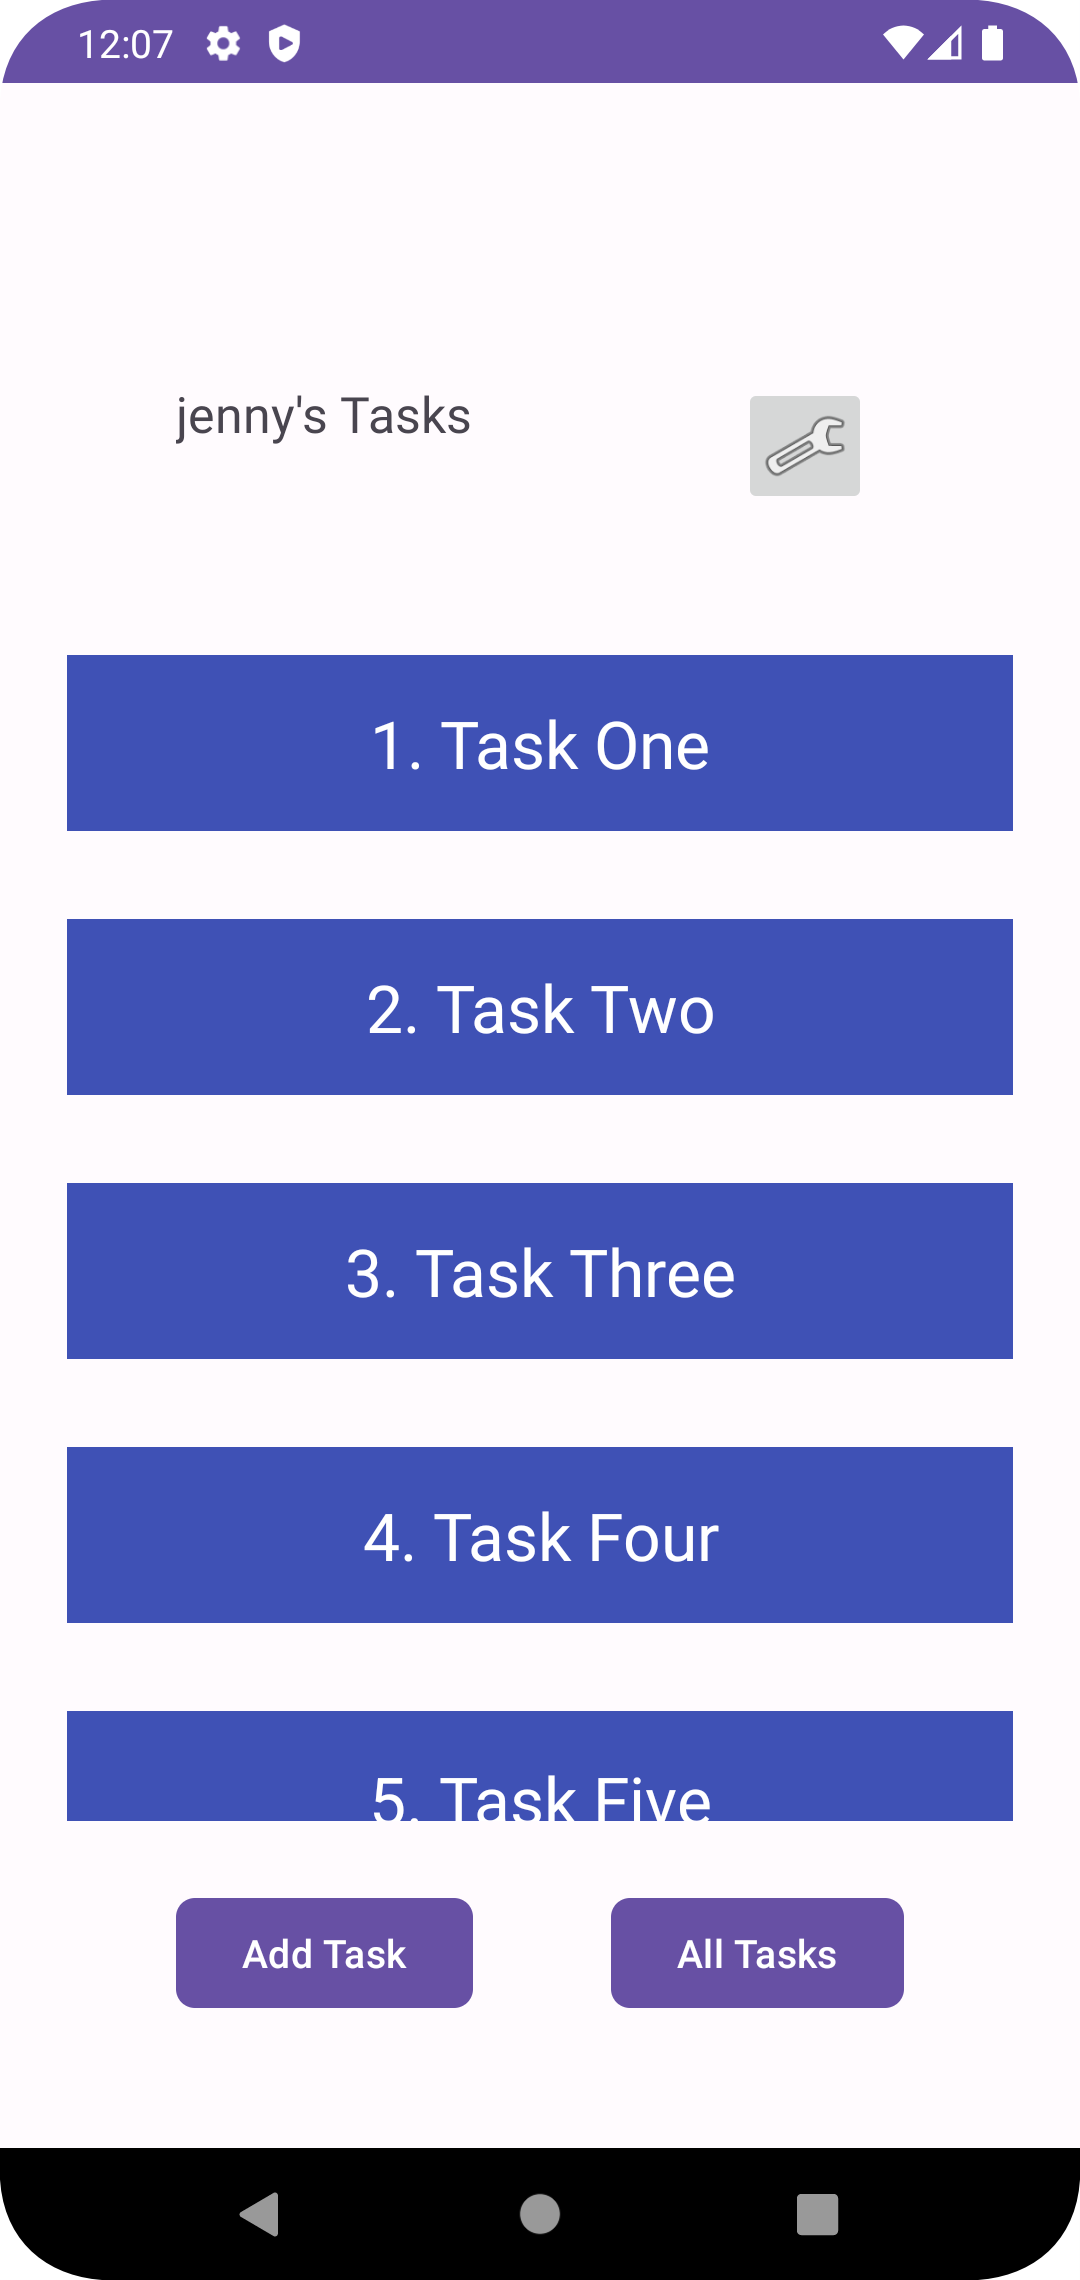 12:07
jenny's Tasks
1. Task One
2. Task Two
3. Task Three
4. Task Four
5. Task Five
Add Task
All Tasks